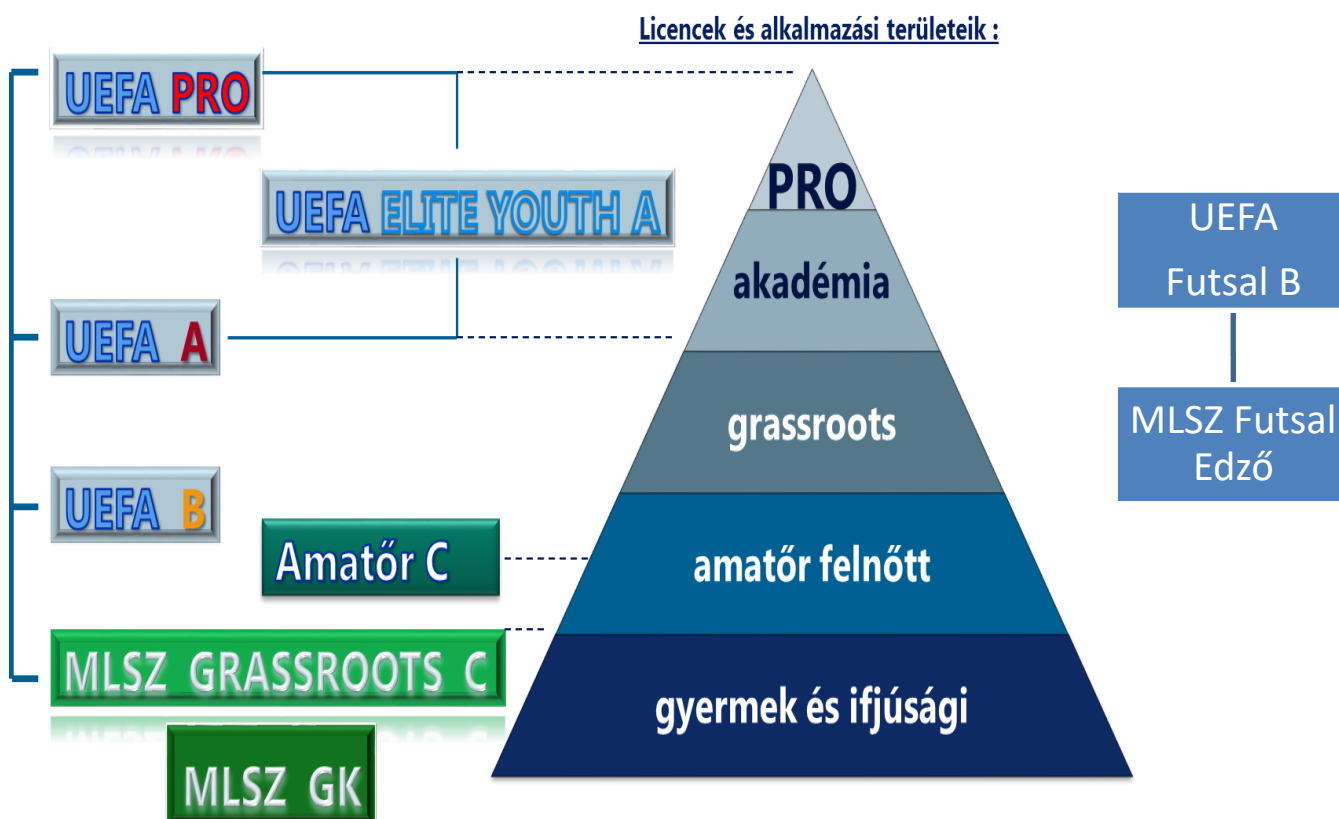 Licencek és alkalmazási területeik :
UEFA PRO
UEFA ELITE YOUTH A
UEFA A
UEFA B
Amatőr C
MLSZ GRASSROOTS C
MLSZ GK
PRO
akadémia
grassroots
amatőr felnőtt
gyermek és ifjúsági
UEFA
Futsal B
MLSZ Futsal
Edző